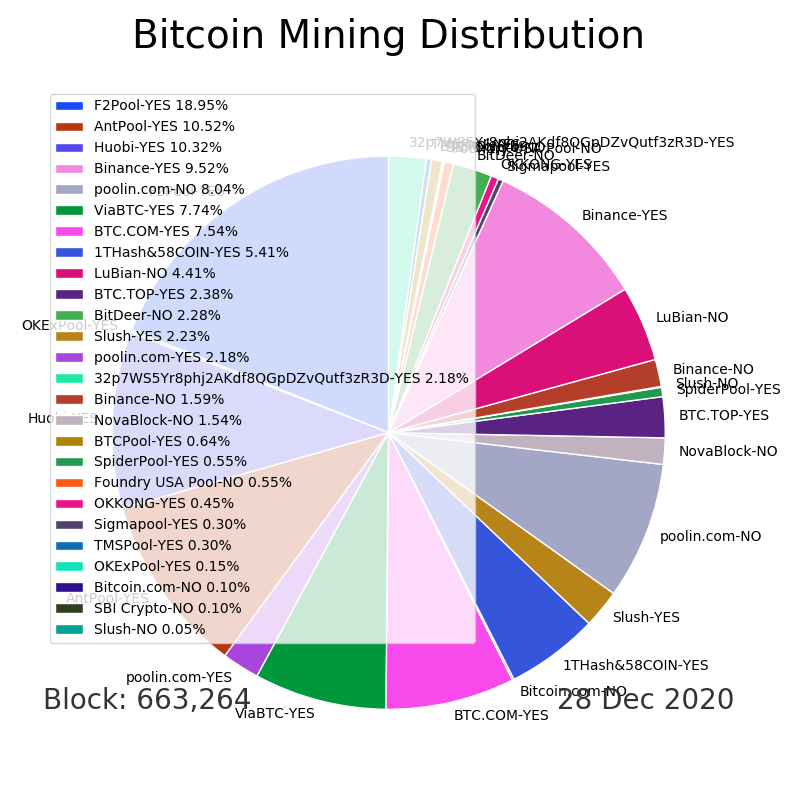 Bitcoin Mining Distribution
F2Pool-YES 18.95%
AntPool-YES 10.52%
Huobi-YES 10.32%
Binance-YES 9.52%
poolin.com-NO 8.04%
ViaBTC-YES 7.74%
BTC.COM-YES 7.54%
1THash&58COIN-YES 5.41%
LuBian-NO 4.41%
BTC.TOP-YES 2.38%
BitDeer-NO 2.28%
Slush-YES 2.23%
poolin.com-YES 2.18%
32p7WS5Yr8phj2AKdf8QGpDZvQutf3zR3D-YES 2.18%
Binance-NO 1.59%
NovaBlock-NO 1.54%
BTCPool-YES 0.64%
SpiderPool-YES 0.55%
Foundry USA Pool-NO 0.55%
OKKONG-YES 0.45%
Sigmapool-YES 0.30%
TMSPool-YES 0.30%
OKExPool-YES 0.15%
Bitcoin.com-NO 0.10%
SBI Crypto-NO 0.10%
Slush-NO 0.05%
BitDeer-NO
OKKONG-YES
Sigmapool-YES
Binance-YES
LuBian-NO
Binance-NO
Slush-NO
SpiderPool-YES
BTC.TOP-YES
NovaBlock-NO
poolin.com-NO
Slush-YES
1THash&58COIN-YES
Bitcoin.com-NO
BTC.COM-YES
ViaBTC-YES
poolin.com-YES
AntPool-YES
Huobi-YES
OKExPool-YES
Block: 663,264
28 Dec 2020